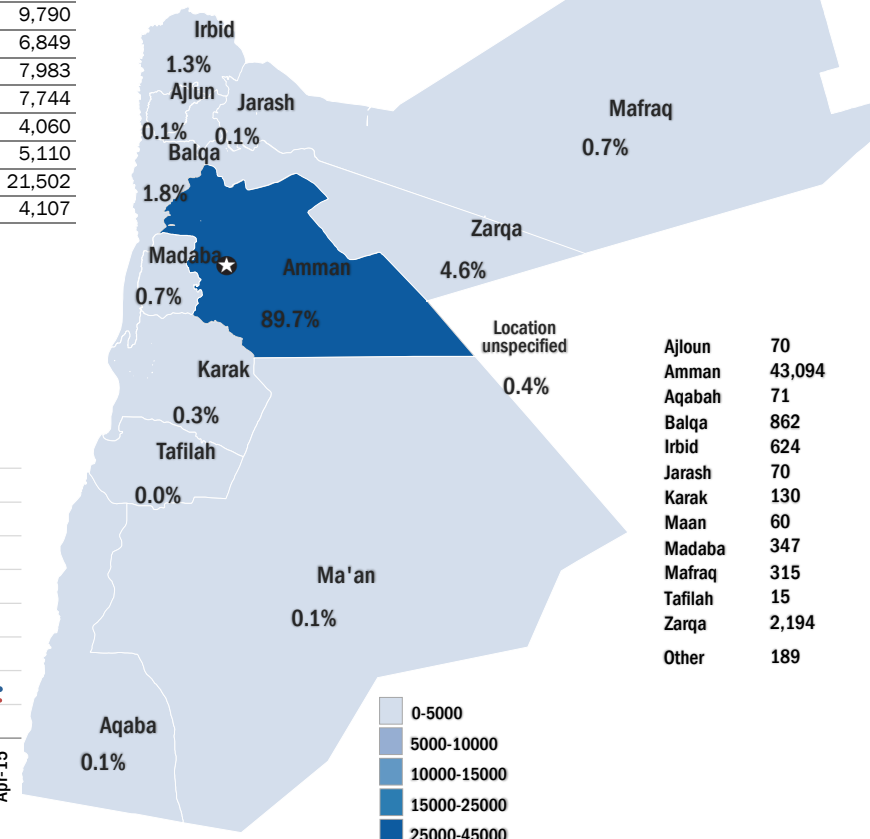 9,790
6,849
7,983
7,744
4,060
5,110
21,502
4,107
Irbid
1.3%
Ajlun
0.1%
Jarash
0.1%
Balqa
1.8%
Mafraq
0.7%
Zarqa
4.6%
Madaba
0.7%
Amman
89.7%
Location
unspecified
0.4%
Karak
0.3%
Tafilah
0.0%
Ma'an
0.1%
Aqaba
0.1%
Apr-15
Ajloun 70
Amman 43,094
Aqabah 71
Balqa 862
Irbid 624
Jarash 70
Karak 130
Maan 60
Madaba 347
Mafraq 315
Tafilah 15
Zarqa 2,194
Other 189
0-5000
5000-10000
10000-15000
15000-25000
25000-45000